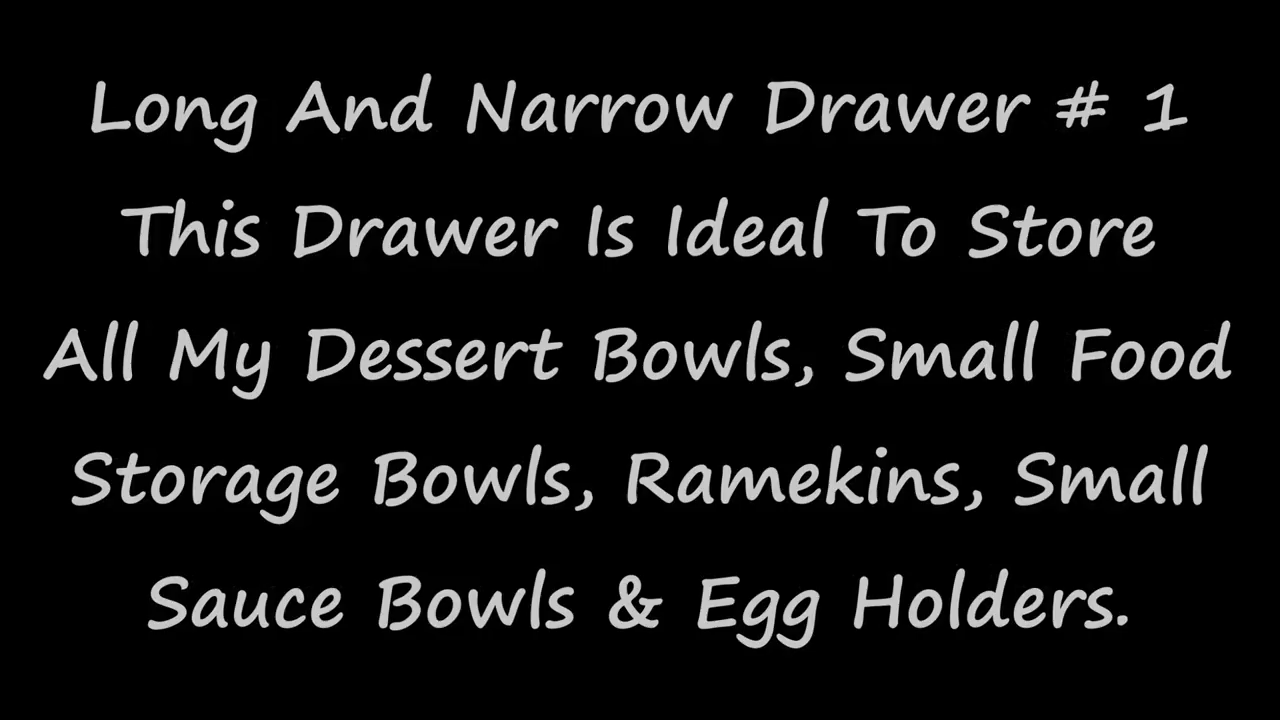 Long And Narrow Drawer # 1
This Drawer Is Ideal To Store
All My Dessert Bowls, Small Food
Storage Bowls, Ramekins, Small
Sauce Bowls & Egg Holders.